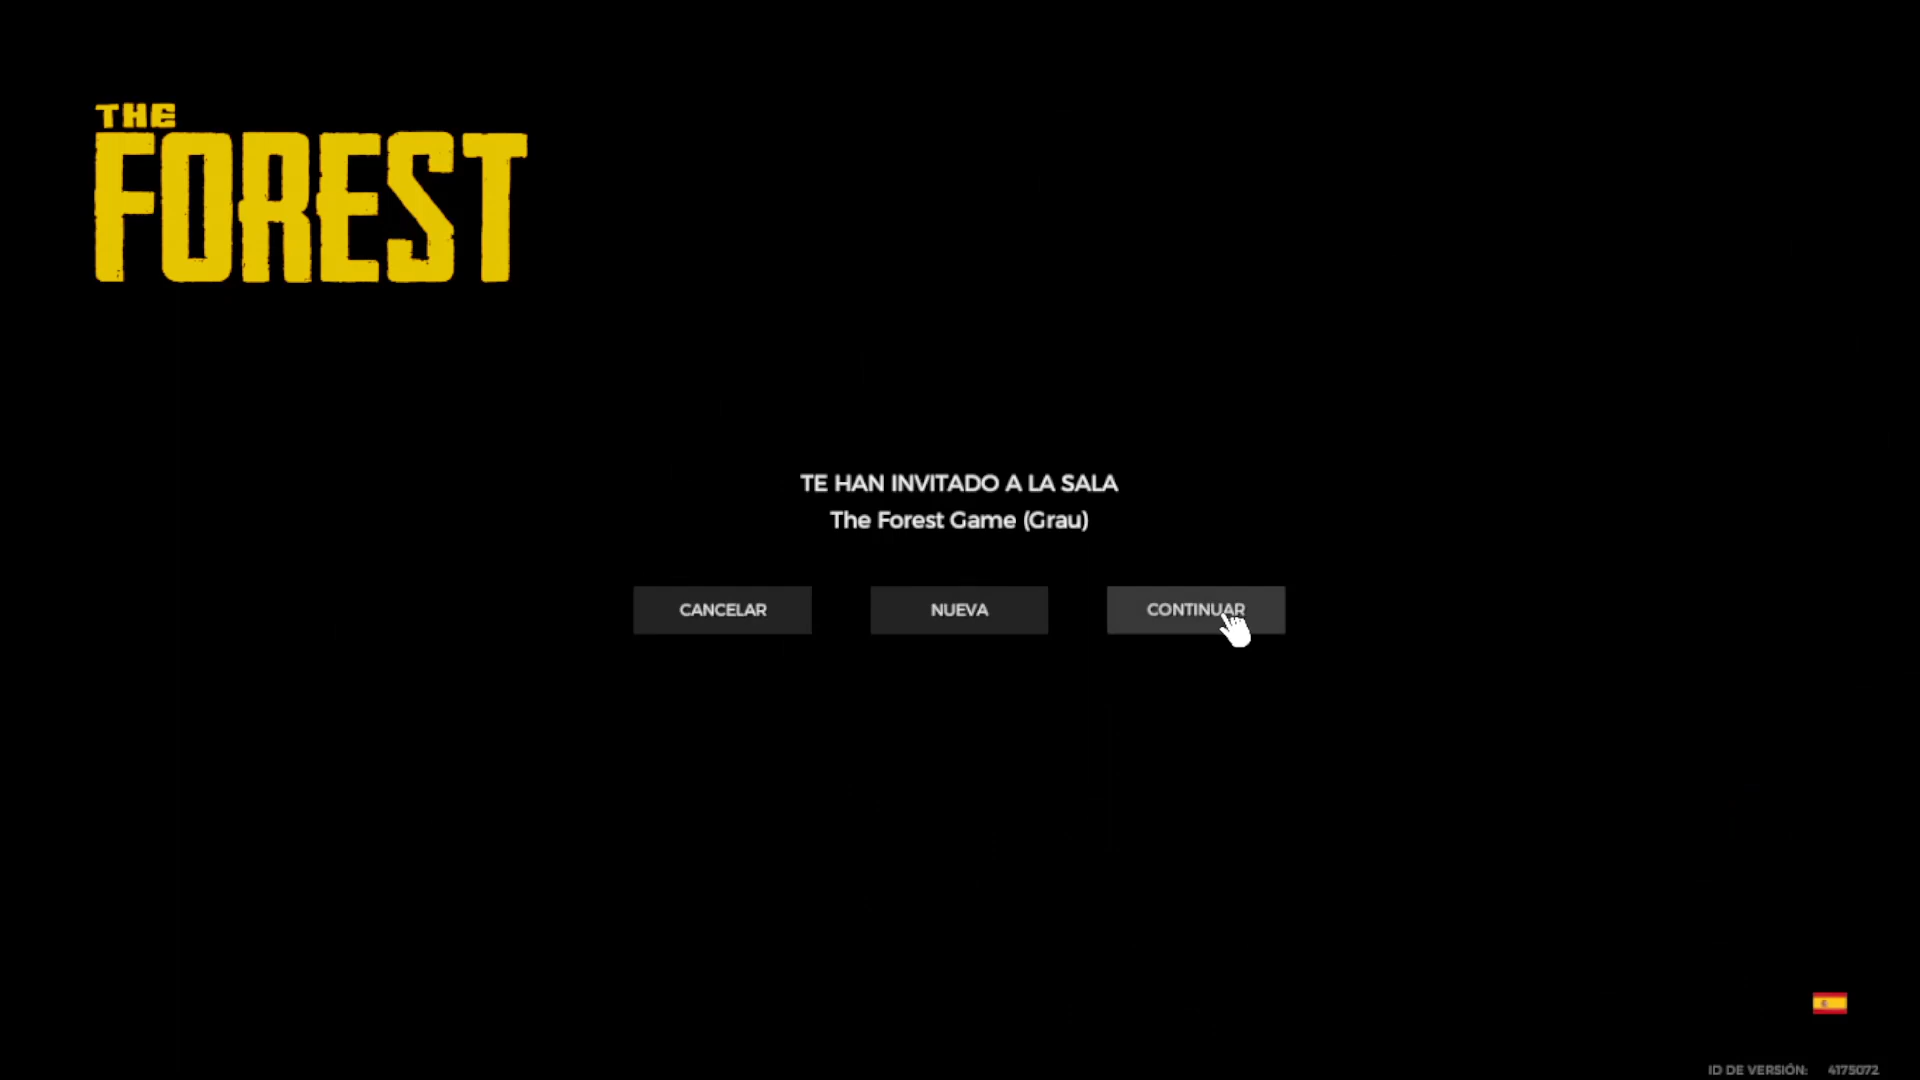 THE
FOREST
TE HAN INVITADO A LA SALA
The Forest Game (Grau)
CANCELAR
NUEVA
CONTINUAR
ID DE VERSIÓN: 4175072